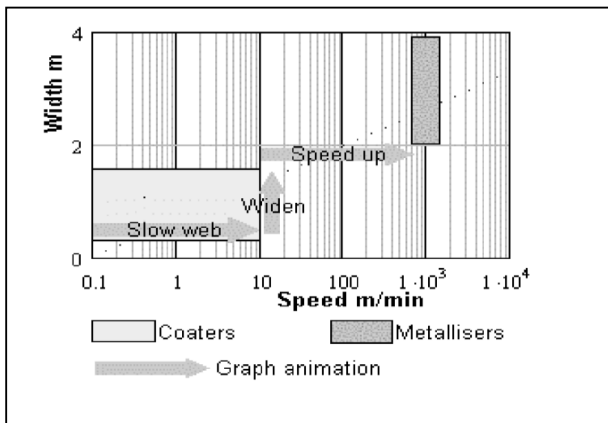 Width m
4
2
0
Speed up
Widen
Slow web
0.1 1 10 100 1·10³ 1·10⁴
Speed m/min
Coaters Metallisers
Graph animation